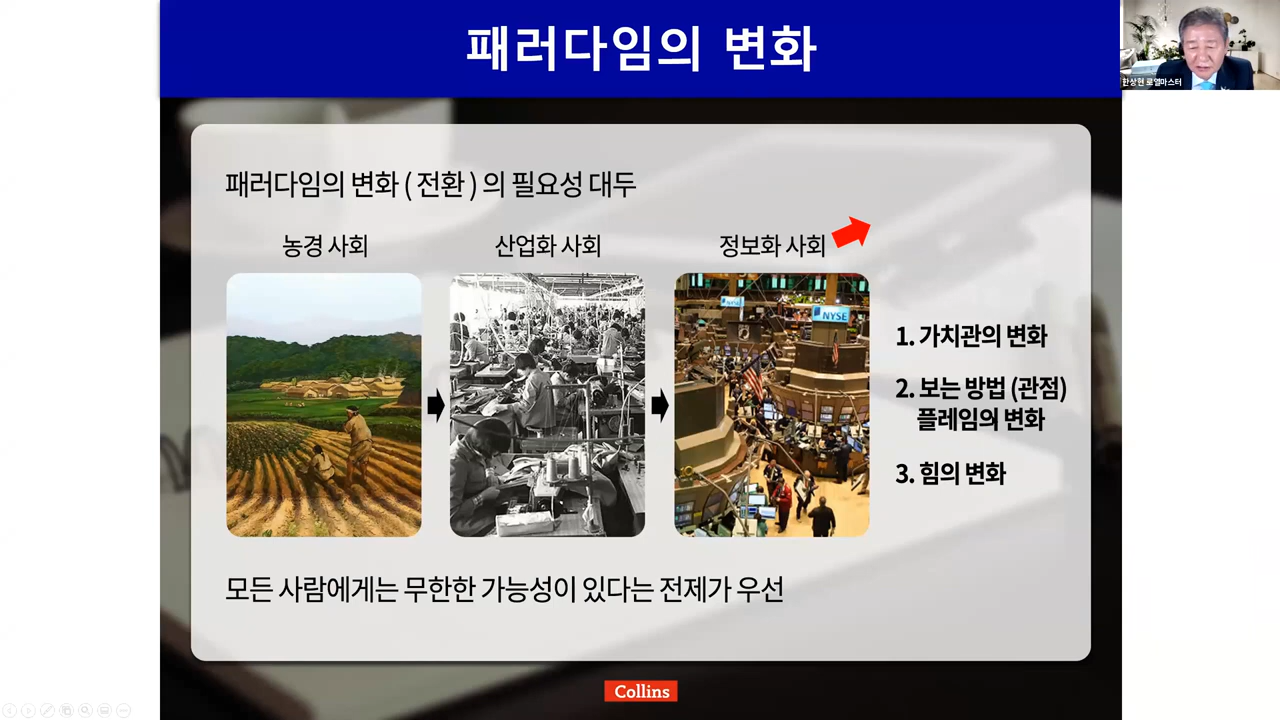 패러다임의 변화
한상현 로열마스터
패러다임의 변화 ( 전환 ) 의 필요성 대두
농경 사회
산업화 사회
정보화 사회
NYSE
1. 가치관의 변화
2. 보는 방법 (관점)
플레임의 변화
3. 힘의 변화
모든 사람에게는 무한한 가능성이 있다는 전제가 우선
Collins